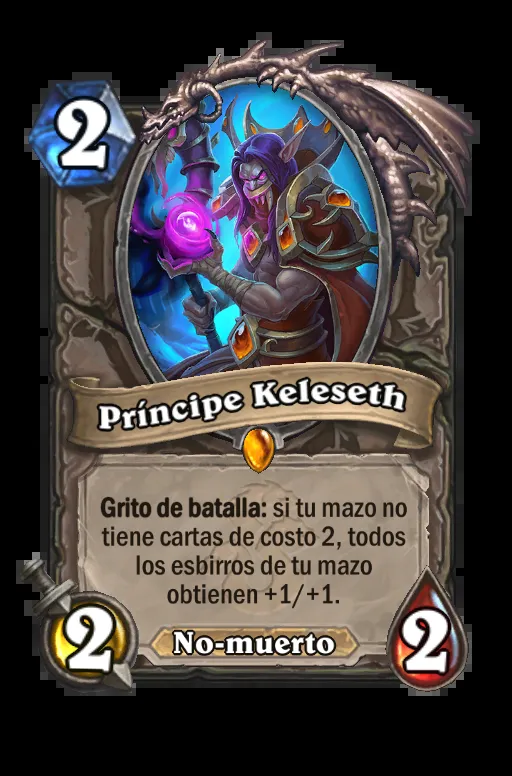 2
Príncipe Keleseth
Grito de batalla: si tu mazo no
tiene cartas de costo 2, todos
los esbirros de tu mazo
obtienen +1/+1.
2
No-muerto
2